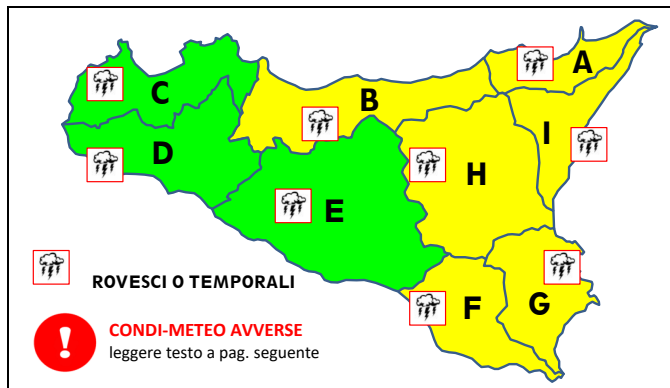 A
C
B
I
D
H
E
ROVESCI O TEMPORALI
F
G
CONDI-METEO AVVERSE
leggere testo a pag. seguente